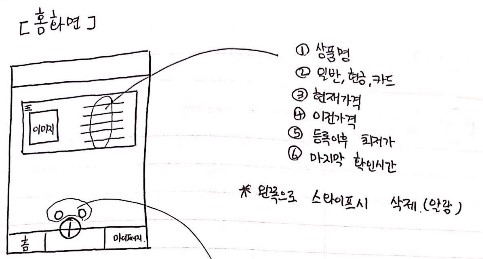 [홈화면]
① 상품명
② 일반, 현금, 카드
③ 현재가격
④ 이전가격
⑤ 등록이후 최저가
⑥ 마지막 확인시간
* 왼쪽으로 스와이프시 삭제.(알람)
이미지
홈
마이페이지